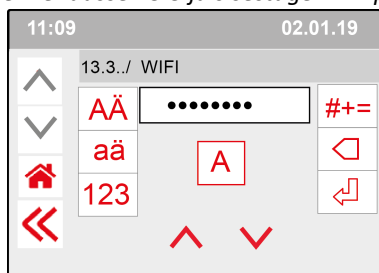 11:09 02.01.19
13.3../ WIFI
AÄ •••••••• #+=
aä A
123